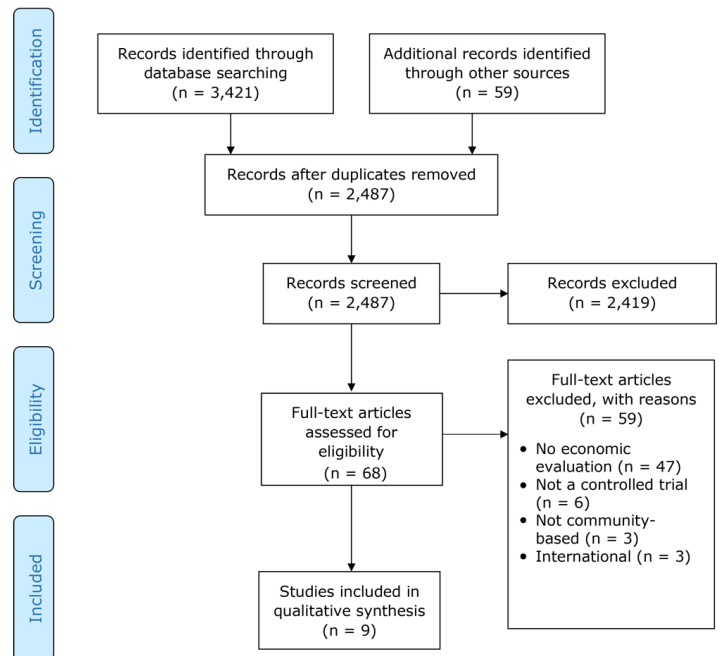 Identification
Records identified through
database searching
(n = 3,421)
Additional records identified
through other sources
(n = 59)
Records after duplicates removed
(n = 2,487)
Screening
Records screened
(n = 2,487)
Records excluded
(n = 2,419)
Eligibility
Full-text articles
assessed for
eligibility
(n = 68)
Full-text articles
excluded, with reasons
(n = 59)
• No economic
evaluation (n = 47)
• Not a controlled trial
(n = 6)
• Not community-
based (n = 3)
• International (n = 3)
Included
Studies included in
qualitative synthesis
(n = 9)